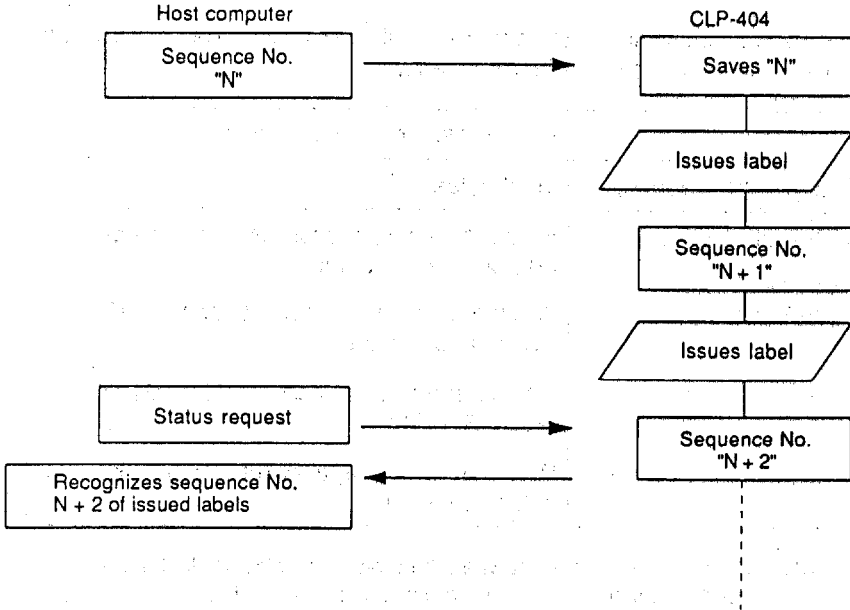 Host computer
CLP-404
Sequence No.
"N"
Saves "N"
Issues label
Sequence No.
"N + 1"
Issues label
Status request
Sequence No.
"N + 2"
Recognizes sequence No.
N + 2 of issued labels